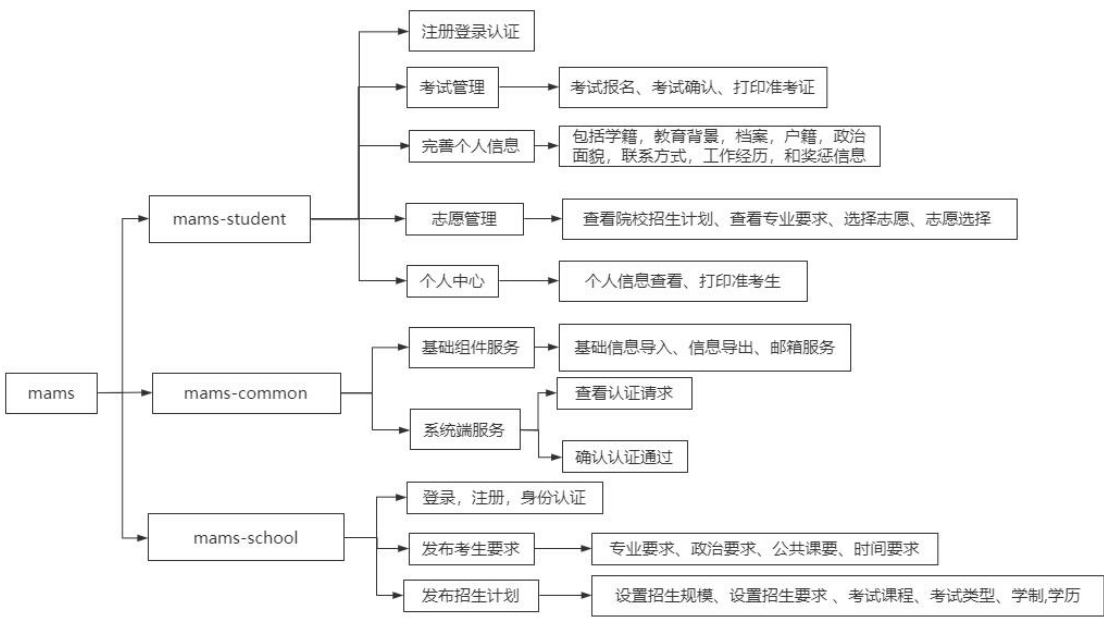 注册登录认证
考试管理
考试报名、考试确认、打印准考证
完善个人信息
包括学籍，教育背景，档案，户籍，政治
面貌，联系方式，工作经历，和奖惩信息
mams-student
志愿管理
查看院校招生计划、查看专业要求、选择志愿、志愿选择
个人中心
个人信息查看、打印准考生
基础组件服务
基础信息导入、信息导出、邮箱服务
mams
mams-common
查看认证请求
系统端服务
确认认证通过
登录，注册，身份认证
mams-school
发布考生要求
专业要求、政治要求、公共课要、时间要求
发布招生计划
设置招生规模、设置招生要求 、考试课程、考试类型、学制,学历